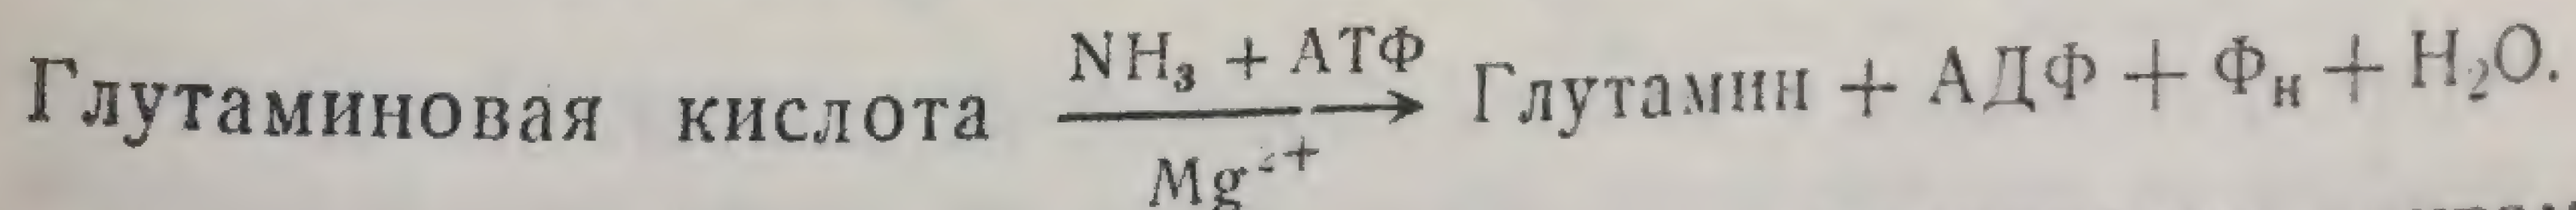 NH₃ + АТФ
Глутаминовая кислота ⟶ Глутамин + АДФ + Фн + H₂O.
Mg²⁺